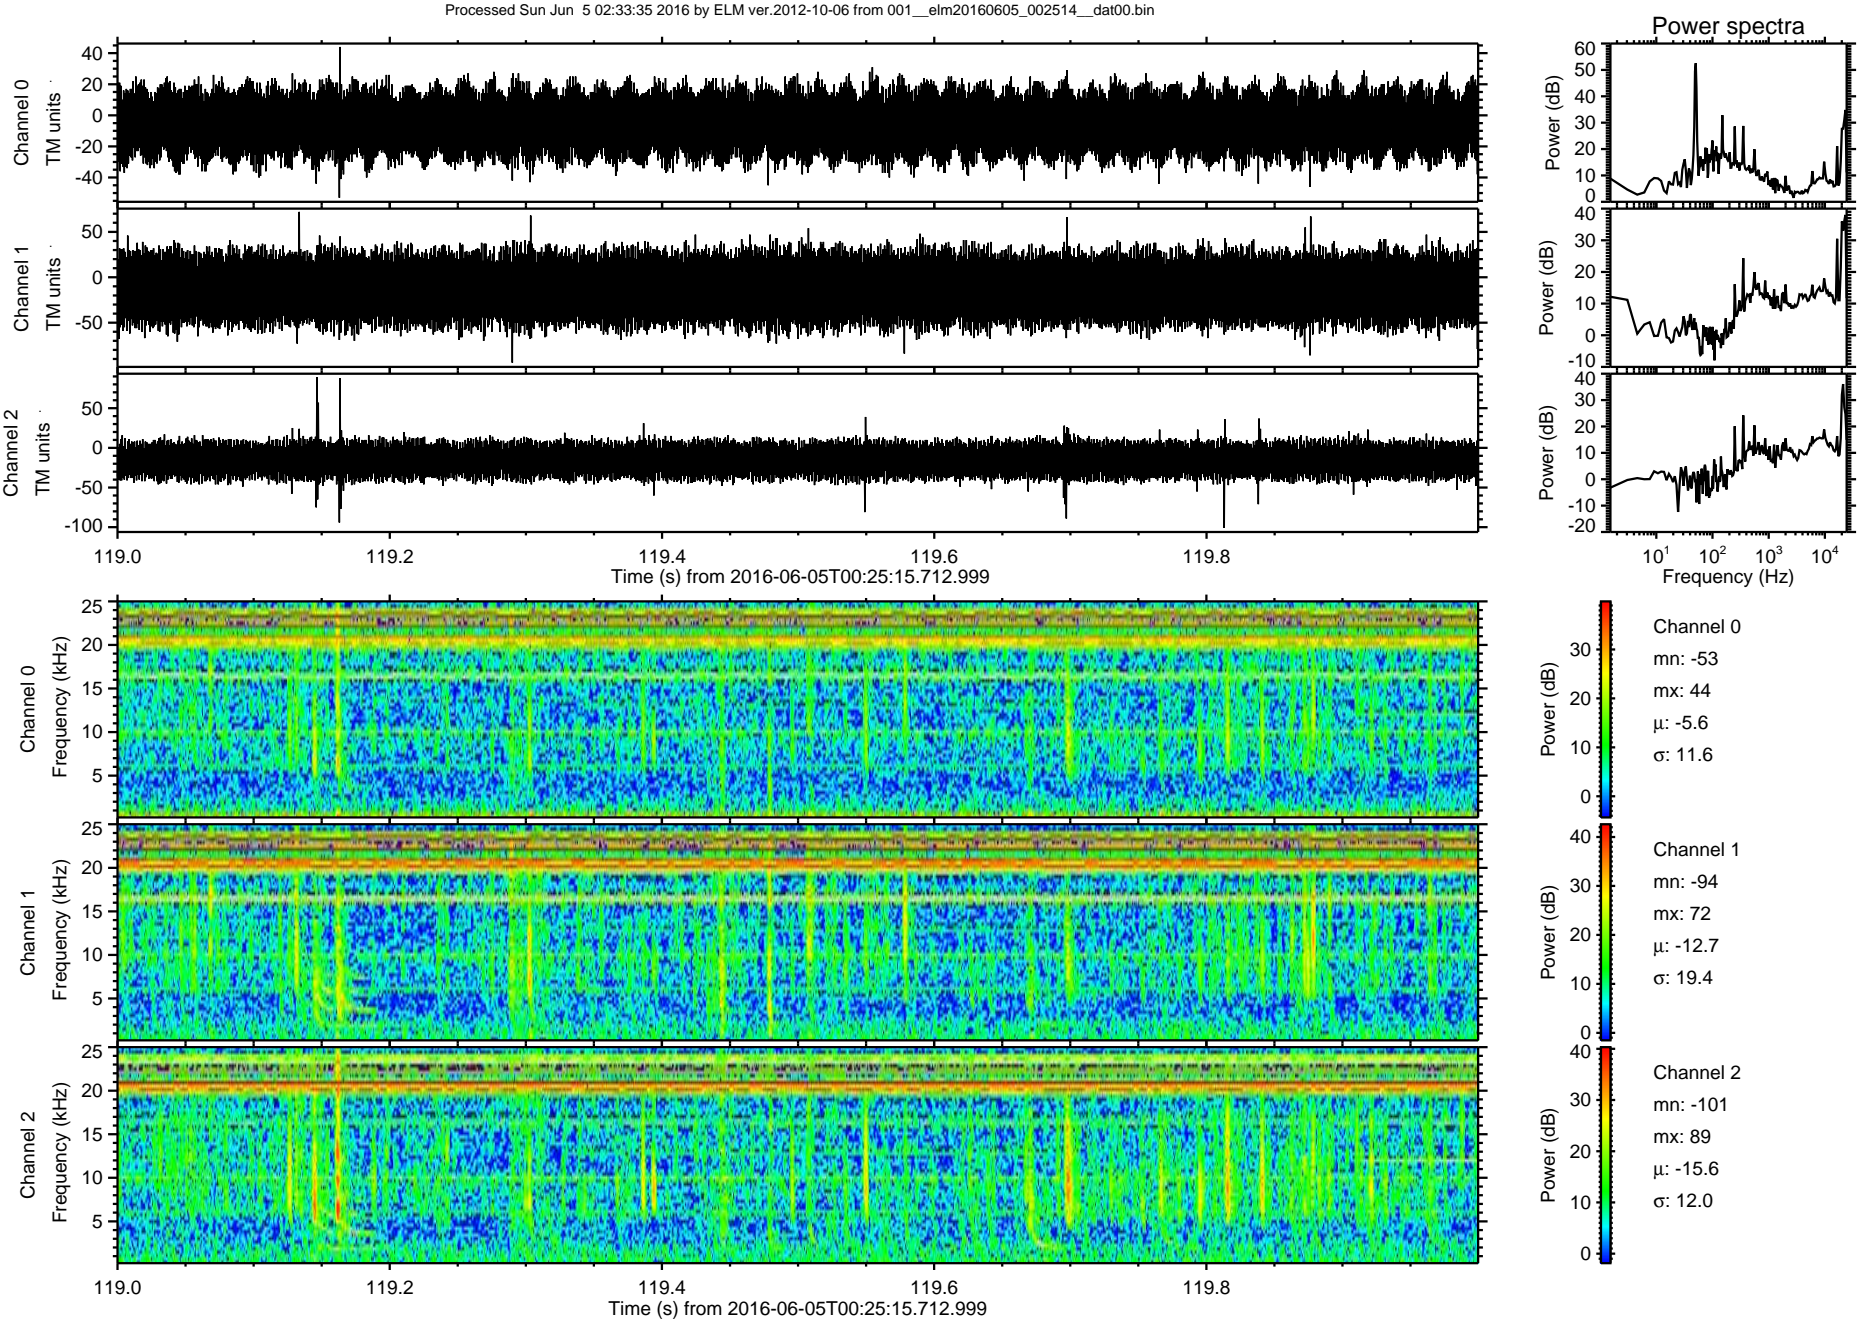 Processed Sun Jun  5 02:33:35 2016 by ELM ver.2012-10-06 from 001__elm20160605_002514__dat00.bin
Power spectra
Channel 0
TM units
40
20
0
-20
-40
Power (dB)
60
50
40
30
20
10
0
Channel 1
TM units
50
0
-50
Power (dB)
40
30
20
10
0
-10
Channel 2
TM units
50
0
-50
-100
Power (dB)
40
30
20
10
0
-10
-20
119.0 119.2 119.4 119.6 119.8
Time (s) from 2016-06-05T00:25:15.712.999
10^1 10^2 10^3 10^4
Frequency (Hz)
Channel 0
Frequency (kHz)
25
20
15
10
5
Power (dB)
30
20
10
0
Channel 0
mn: -53
mx: 44
μ: -5.6
σ: 11.6
Channel 1
Frequency (kHz)
25
20
15
10
5
Power (dB)
40
30
20
10
0
Channel 1
mn: -94
mx: 72
μ: -12.7
σ: 19.4
Channel 2
Frequency (kHz)
25
20
15
10
5
Power (dB)
40
30
20
10
0
Channel 2
mn: -101
mx: 89
μ: -15.6
σ: 12.0
119.0 119.2 119.4 119.6 119.8
Time (s) from 2016-06-05T00:25:15.712.999